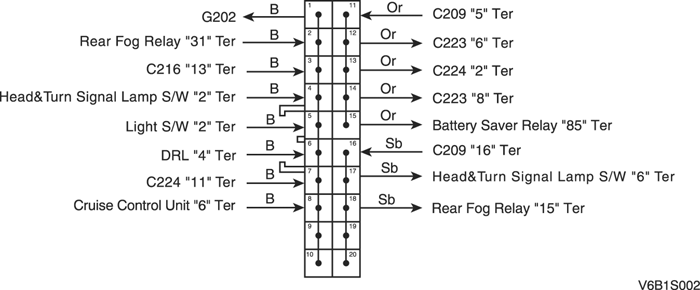 G202 B 1 11 Or C209 "5" Ter
Rear Fog Relay "31" Ter B 2 12 Or C223 "6" Ter
C216 "13" Ter B 3 13 Or C224 "2" Ter
Head&Turn Signal Lamp S/W "2" Ter B 4 14 Or C223 "8" Ter
Light S/W "2" Ter B 5 15 Or Battery Saver Relay "85" Ter
DRL "4" Ter B 6 16 Sb C209 "16" Ter
C224 "11" Ter B 7 17 Sb Head&Turn Signal Lamp S/W "6" Ter
Cruise Control Unit "6" Ter B 8 18 Sb Rear Fog Relay "15" Ter
9 19
10 20
V6B1S002